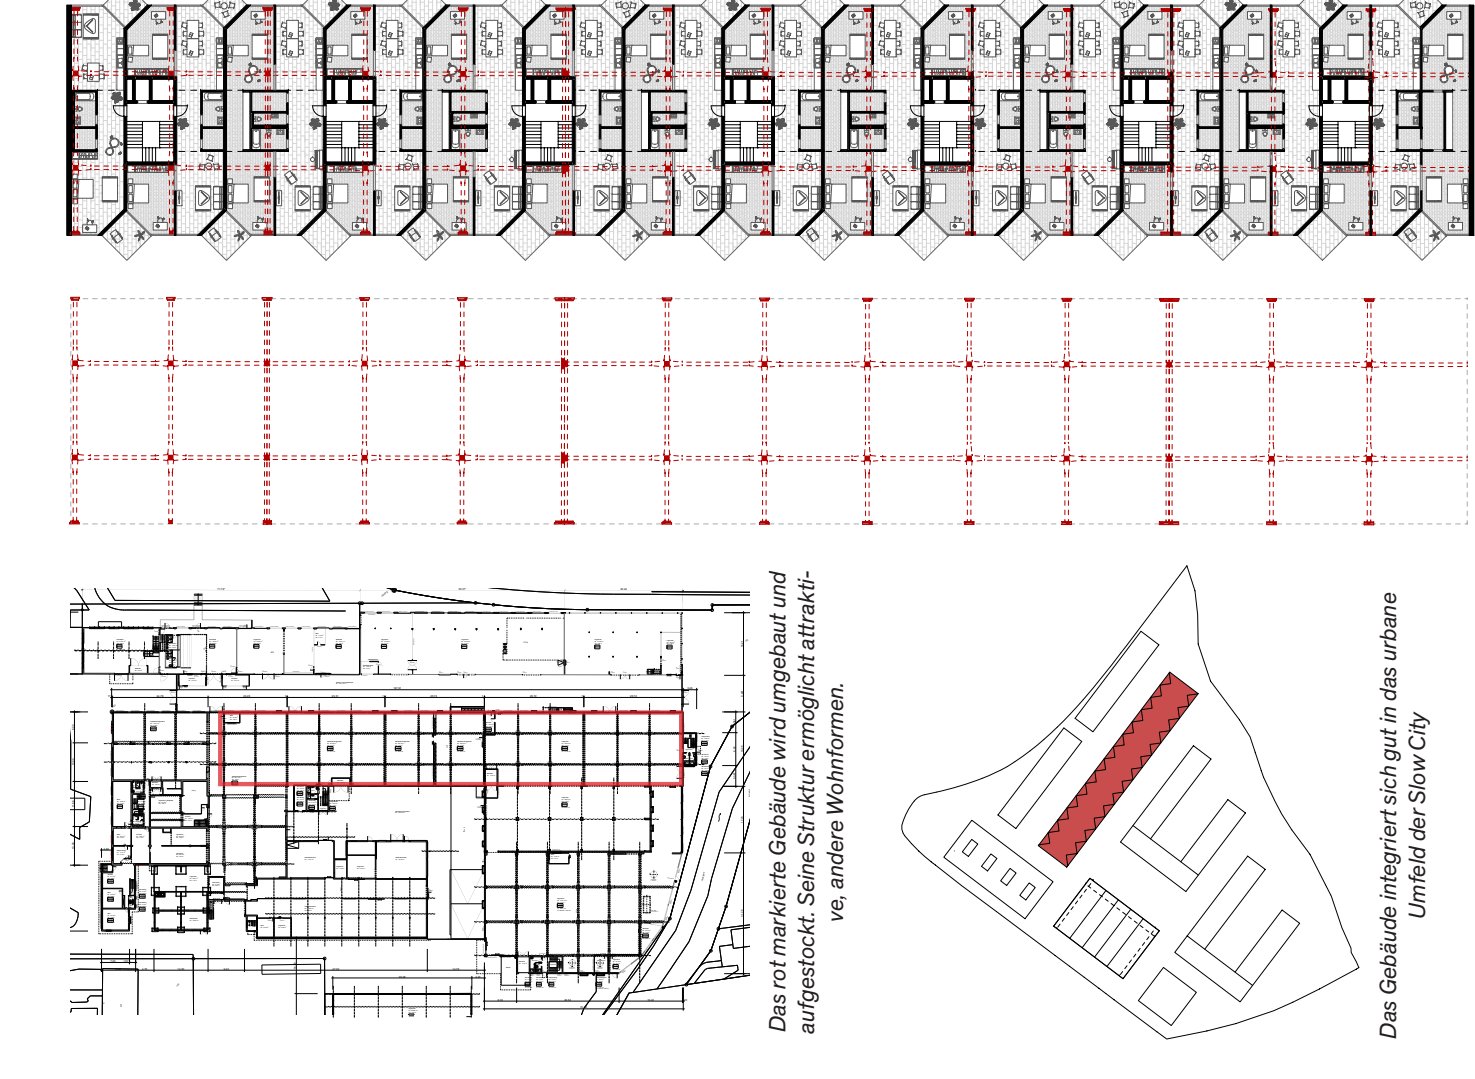 Das rot markierte Gebäude wird umgebaut und
aufgestockt. Seine Struktur ermöglicht attrakti-
ve, andere Wohnformen.
Das Gebäude integriert sich gut in das urbane
Umfeld der Slow City